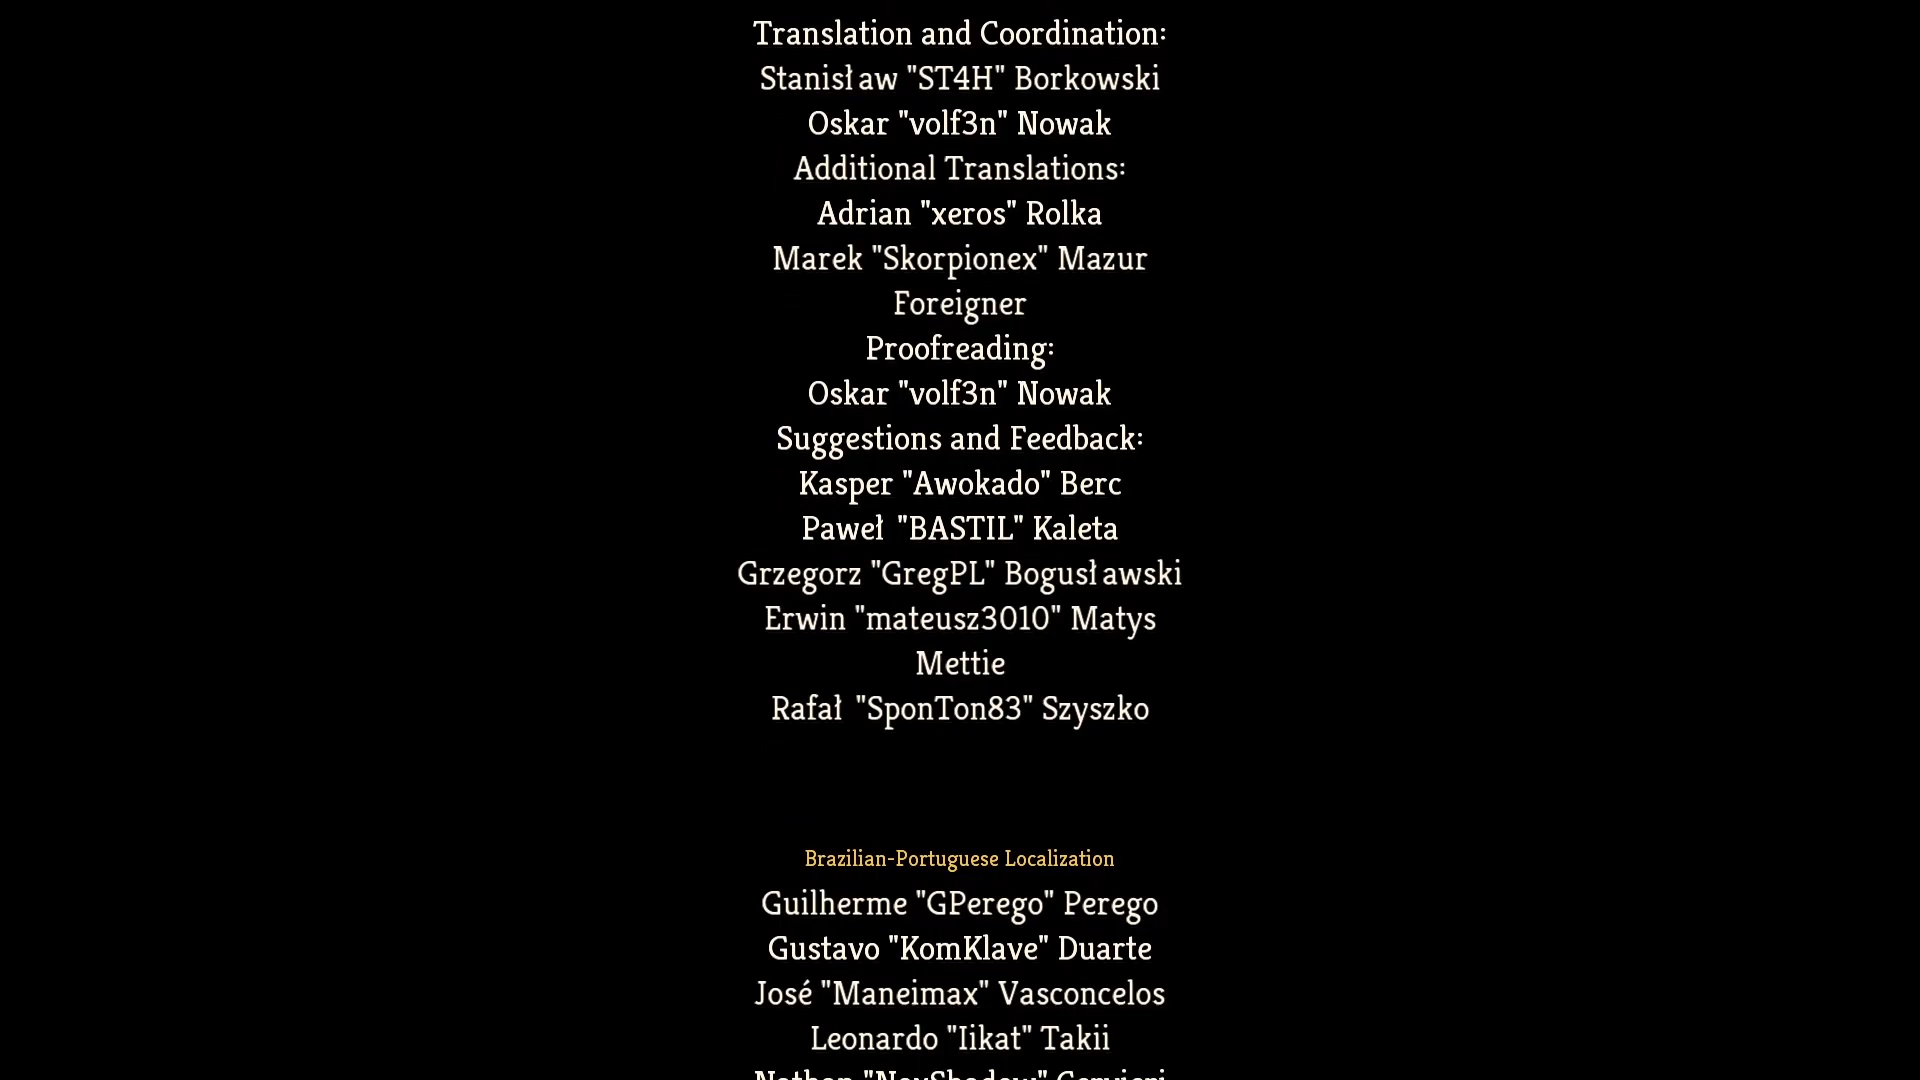 Translation and Coordination:
Stanisław "ST4H" Borkowski
Oskar "volf3n" Nowak
Additional Translations:
Adrian "xeros" Rolka
Marek "Skorpionex" Mazur
Foreigner
Proofreading:
Oskar "volf3n" Nowak
Suggestions and Feedback:
Kasper "Awokado" Berc
Paweł "BASTIL" Kaleta
Grzegorz "GregPL" Bogusławski
Erwin "mateusz3010" Matys
Mettie
Rafał "SponTon83" Szyszko
Brazilian-Portuguese Localization
Guilherme "GPerego" Perego
Gustavo "KomKlave" Duarte
José "Maneimax" Vasconcelos
Leonardo "Iikat" Takii